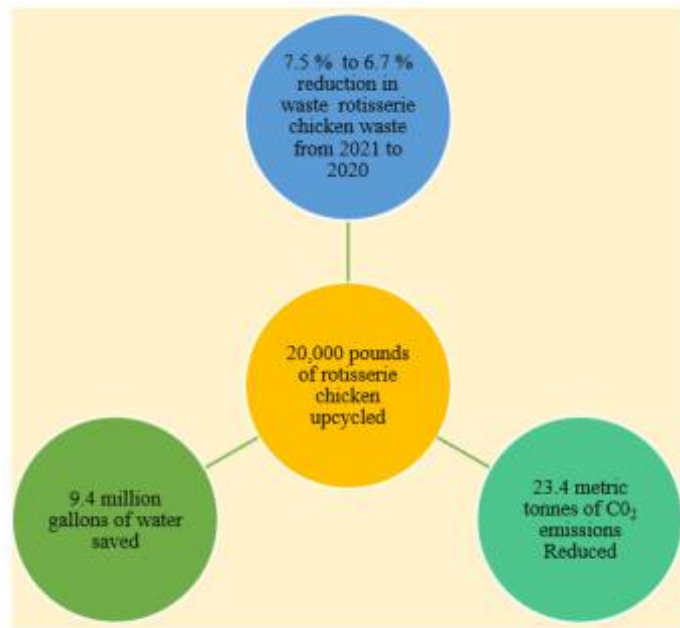 7.5 % to 6.7 %
reduction in
waste rotisserie
chicken waste
from 2021 to
2020
20,000 pounds
of rotisserie
chicken
upcycled
9.4 million
gallons of water
saved
23.4 metric
tonnes of C0₂
emissions
Reduced